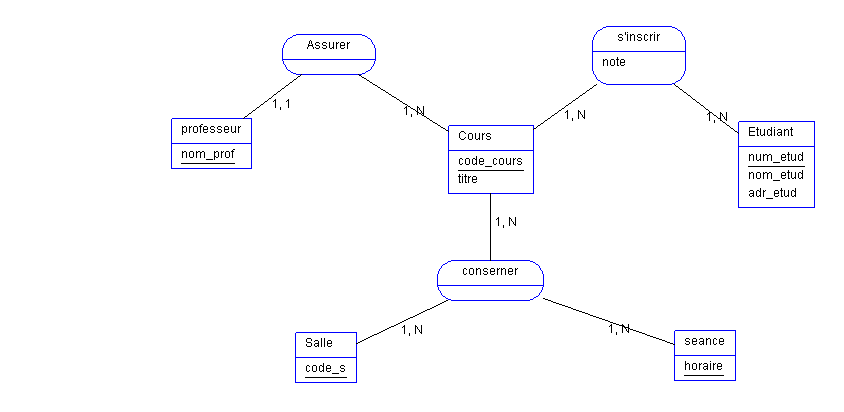 Assurer
s'inscrir
note
1, 1
1, N
1, N
1, N
professeur
nom_prof
Cours
code_cours
titre
Etudiant
num_etud
nom_etud
adr_etud
1, N
conserner
1, N
1, N
Salle
code_s
seance
horaire